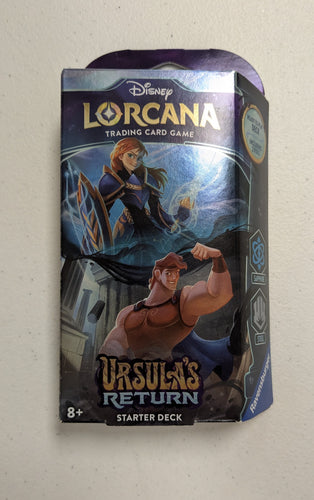 Disney
LORCANA
TRADING CARD GAME
URSULA'S
RETURN
8+
STARTER DECK
Ravensburger